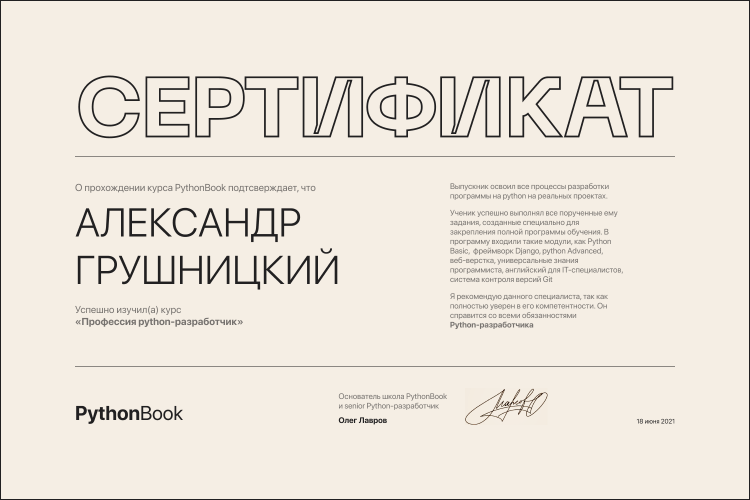 СЕРТИФИКАТ
О прохождении курса PythonBook подтсверждает, что
АЛЕКСАНДР
ГРУШНИЦКИЙ
Успешно изучил(а) курс
«Профессия python-разработчик»
Выпускник освоил все процессы разработки
программы на python на реальных проектах.
Ученик успешно выполнял все порученные ему
задания, созданные специально для
закрепления полной программы обучения. В
программу входили такие модули, как Python
Basic, фреймворк Django, python Advanced,
веб-верстка, универсальные знания
программиста, английский для IT-специалистов,
система контроля версий Git
Я рекомендую данного специалиста, так как
полностью уверен в его компетентности. Он
справится со всеми обязанностями
Python-разработчика
PythonBook
Основатель школа PythonBook
и senior Python-разработчик
Олег Лавров
18 июня 2021